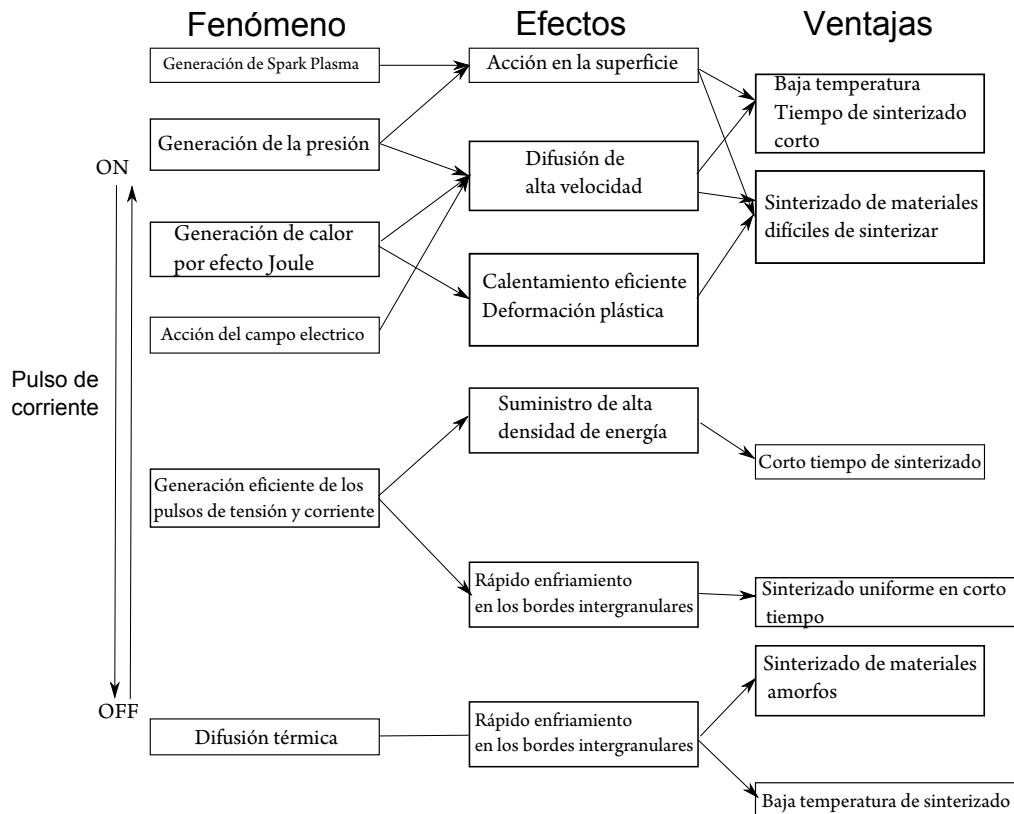 Fenómeno
Efectos
Ventajas
Generación de Spark Plasma
Acción en la superficie
Baja temperatura
Tiempo de sinterizado
corto
Generación de la presión
Difusión de
alta velocidad
ON
Sinterizado de materiales
difíciles de sinterizar
Generación de calor
por efecto Joule
Calentamiento eficiente
Deformación plástica
Acción del campo electrico
Pulso de
corriente
Suministro de alta
densidad de energía
Corto tiempo de sinterizado
Generación eficiente de los
pulsos de tensión y corriente
Rápido enfriamiento
en los bordes intergranulares
Sinterizado uniforme en corto
tiempo
Sinterizado de materiales
amorfos
OFF
Difusión térmica
Rápido enfriamiento
en los bordes intergranulares
Baja temperatura de sinterizado